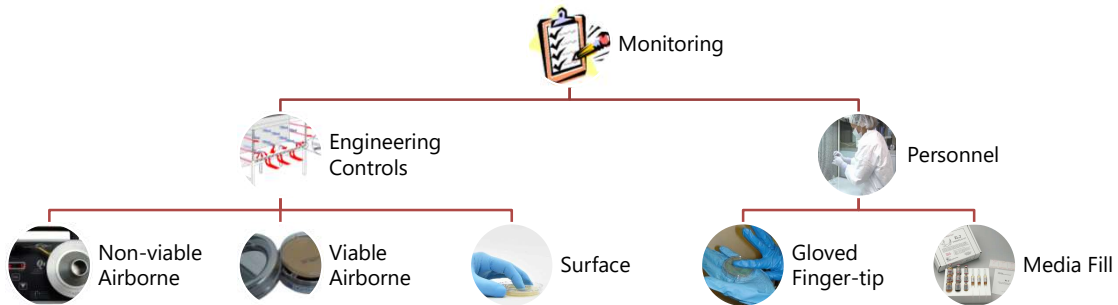 Monitoring
Engineering
Controls
Personnel
Non-viable
Airborne
Viable
Airborne
Surface
Gloved
Finger-tip
Media Fill